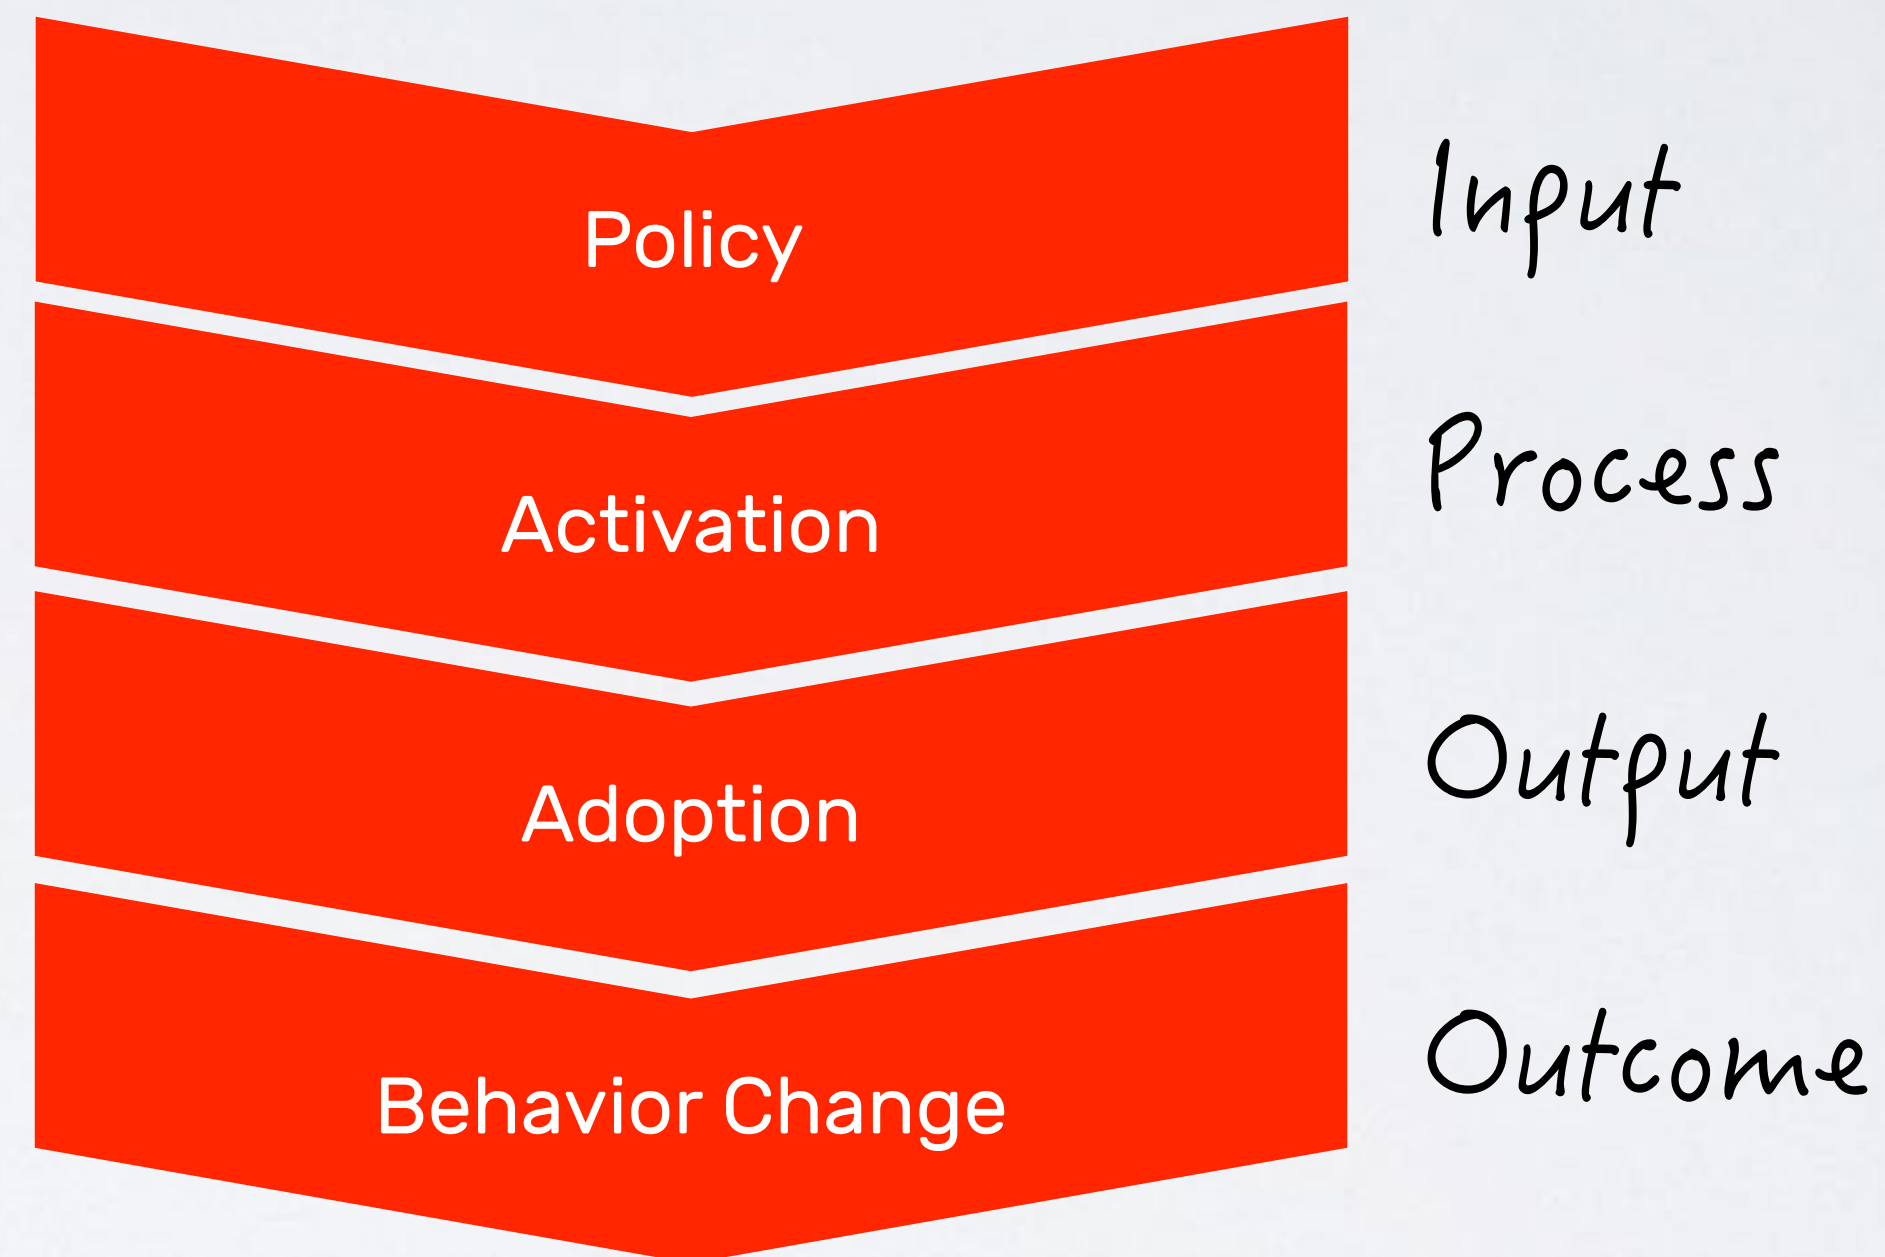 Policy
Input
Activation
Process
Adoption
Output
Behavior Change
Outcome